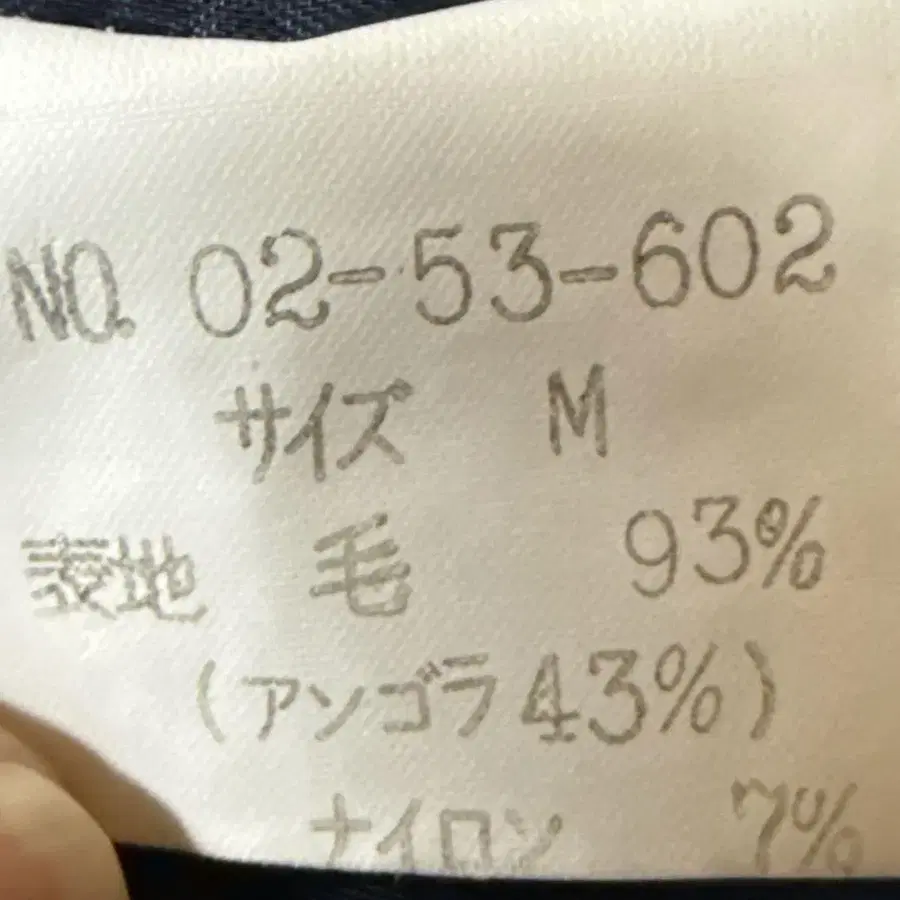 NO. 02-53-602
サイズ M
表地 毛 93%
(アンゴラ43%)
ナイロン 7%